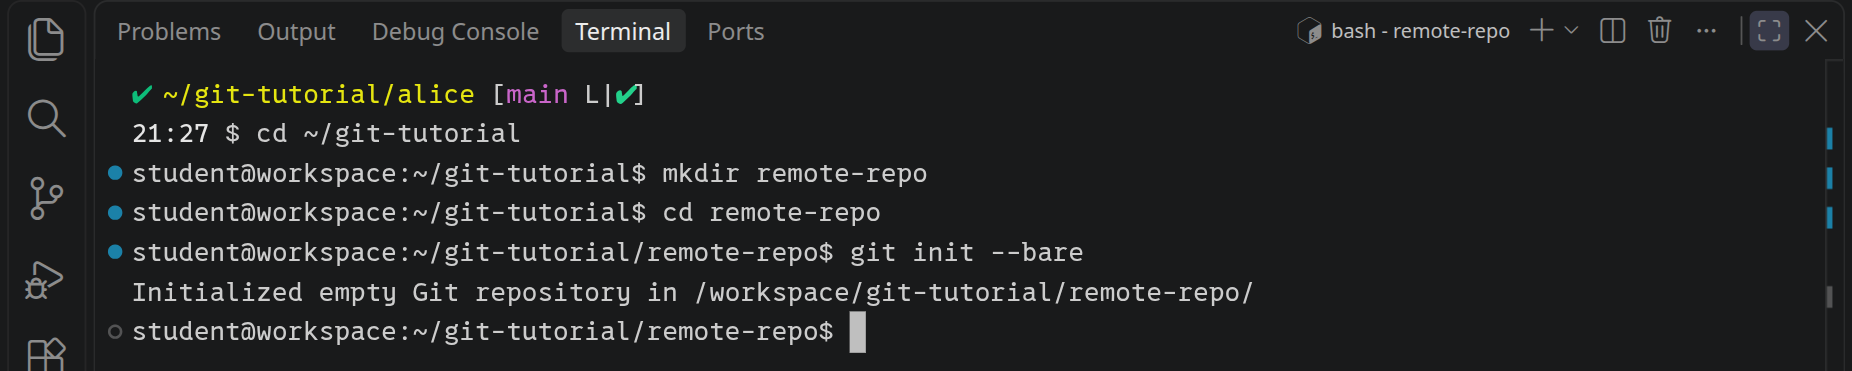 Problems Output Debug Console Terminal Ports bash - remote-repo
✔ ~/git-tutorial/alice [main L|✔]
21:27 $ cd ~/git-tutorial
student@workspace:~/git-tutorial$ mkdir remote-repo
student@workspace:~/git-tutorial$ cd remote-repo
student@workspace:~/git-tutorial/remote-repo$ git init --bare
Initialized empty Git repository in /workspace/git-tutorial/remote-repo/
student@workspace:~/git-tutorial/remote-repo$